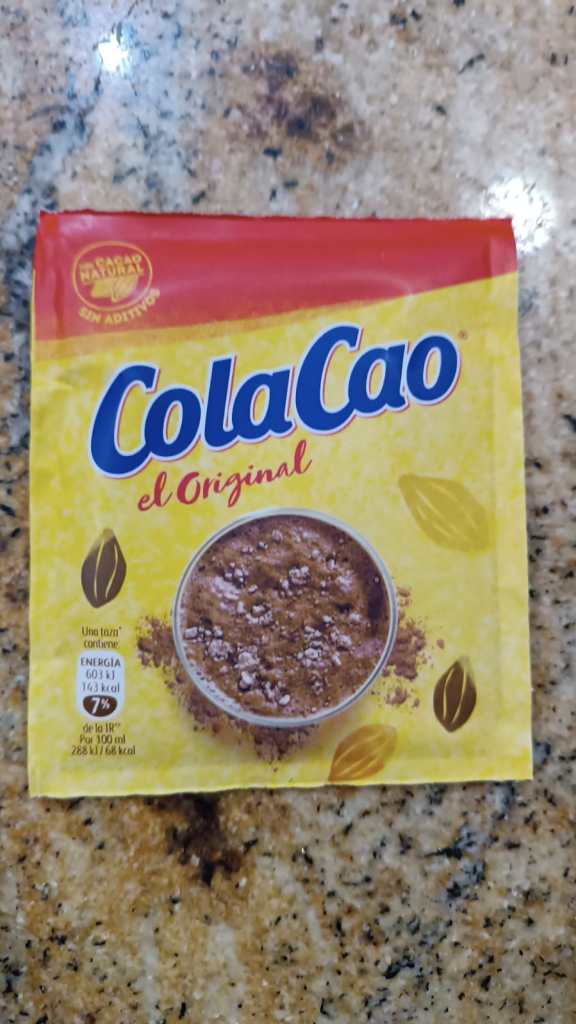 CACAO
NATURAL
SIN ADITIVOS
ColaCao®
el Original
Una taza*
contiene
ENERGÍA
603 kJ
143 kcal
7%
de la IR**
Por 100 ml
288 kJ / 68 kcal